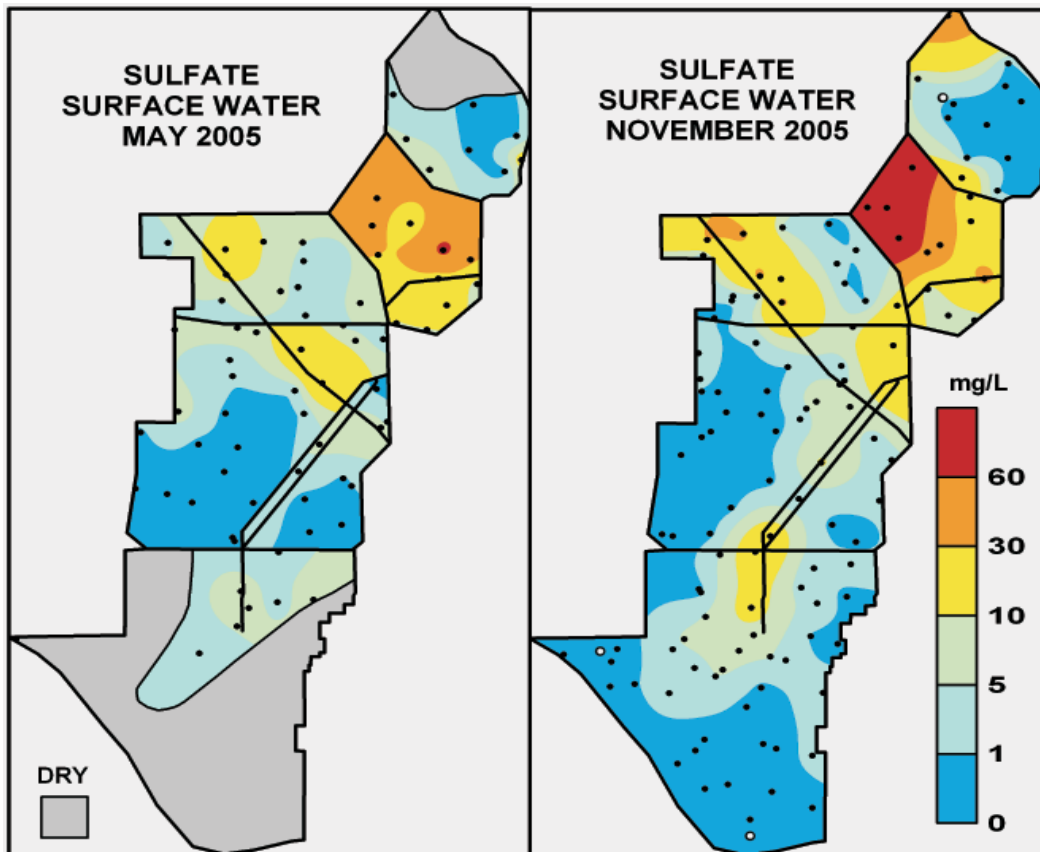 SULFATE
SURFACE WATER
MAY 2005
DRY
SULFATE
SURFACE WATER
NOVEMBER 2005
mg/L
60
30
10
5
1
0